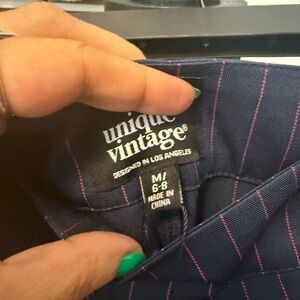 unique
vintage®
DESIGNED IN LOS ANGELES
M/
6-8
MADE IN
CHINA